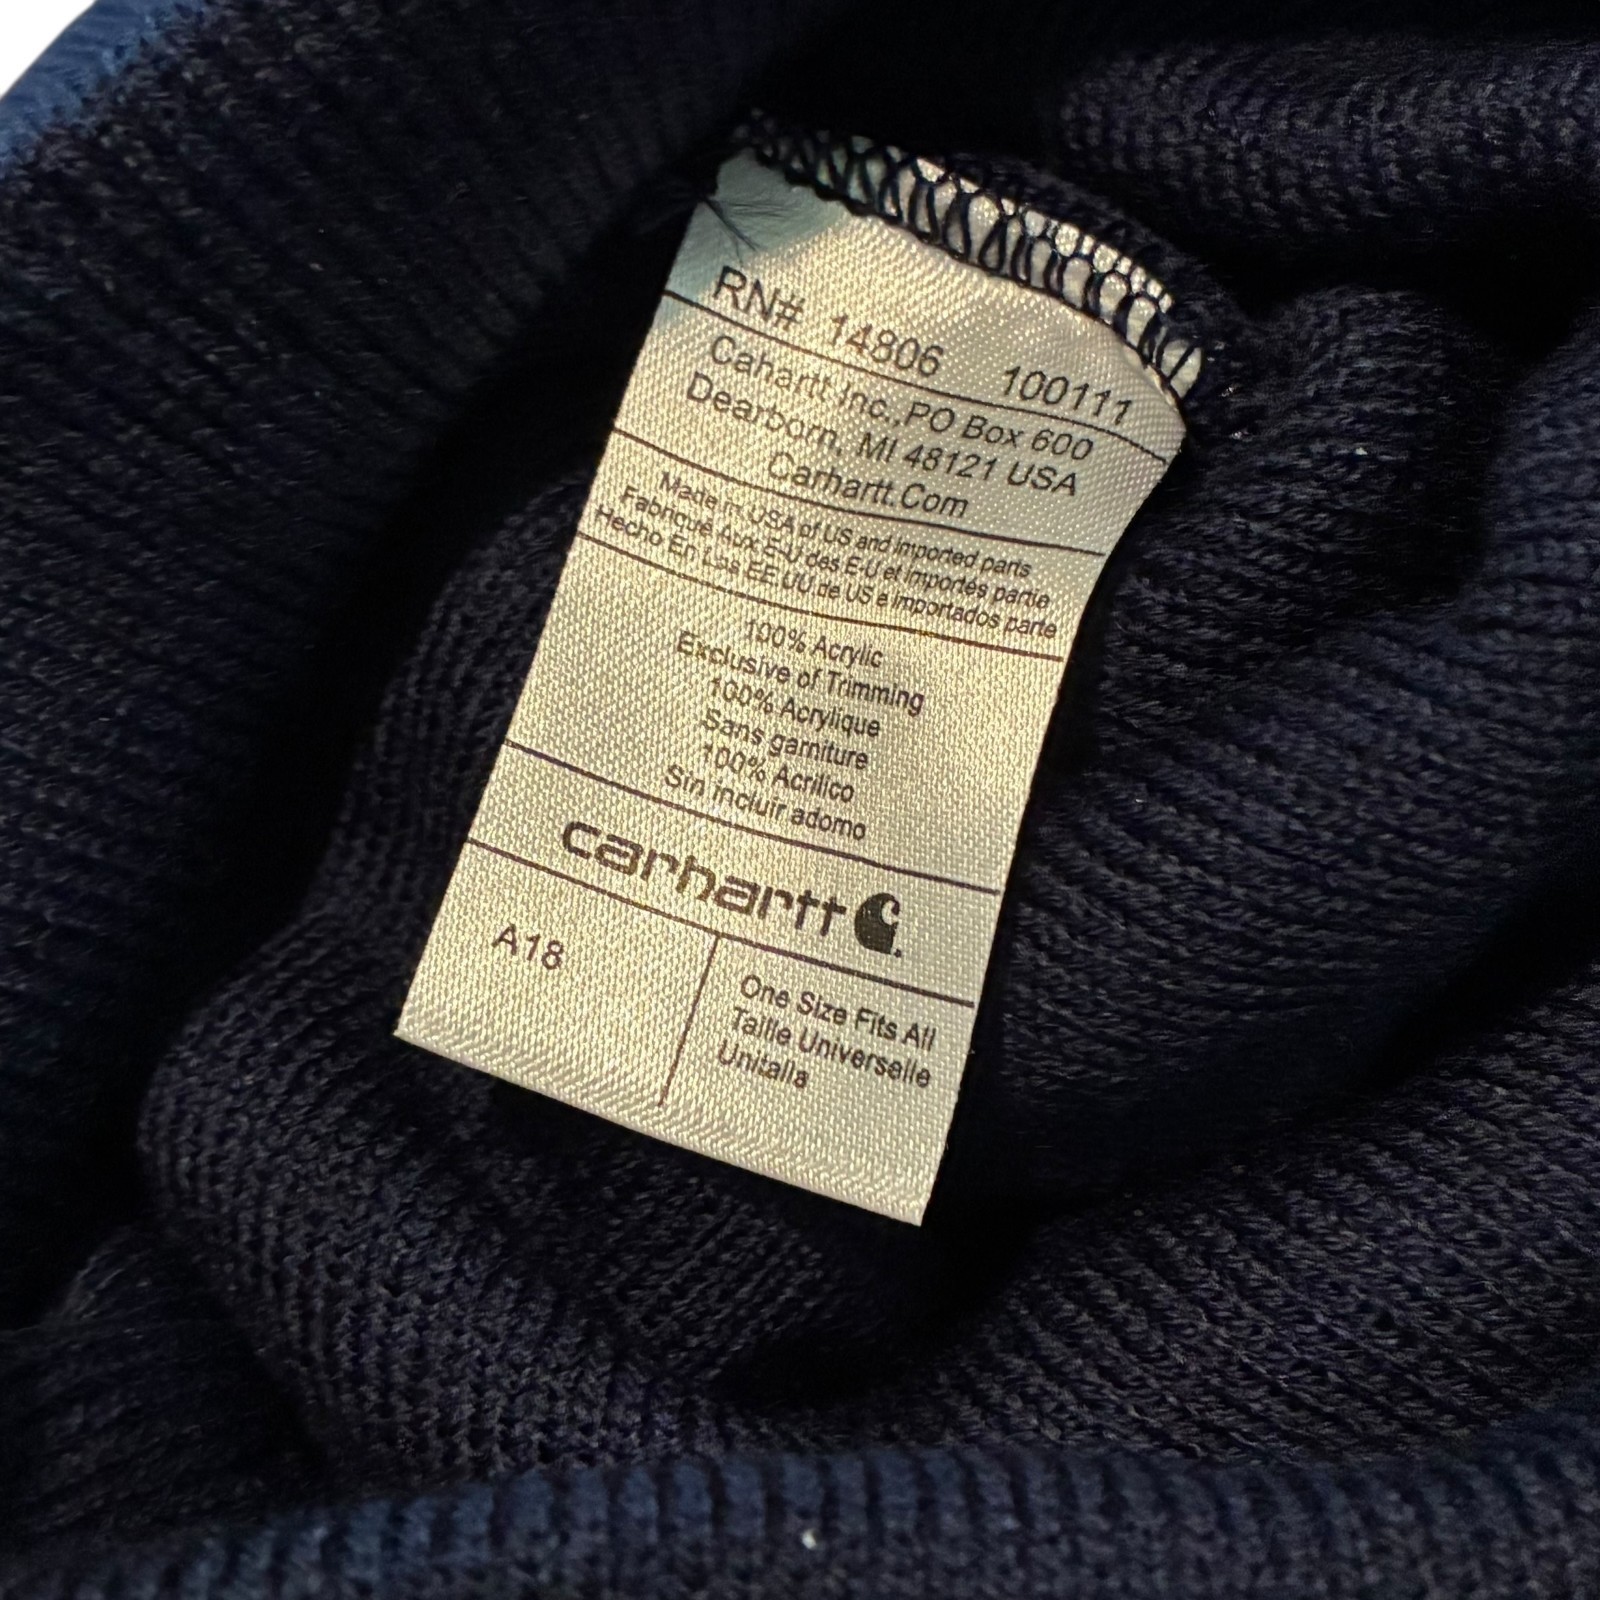 RN# 14806 100111
Cahartt Inc.,PO Box 600
Dearborn, MI 48121 USA
Carhartt.Com
Made in USA of US and imported parts
Fabriqué Aux E-U des E-U et importés partie
Hecho En Los EE UU de US e importados parte
100% Acrylic
Exclusive of Trimming
100% Acrylique
Sans garniture
100% Acrilico
Sin incluir adorno
carhartt
A18
One Size Fits All
Taille Universelle
Unitalla